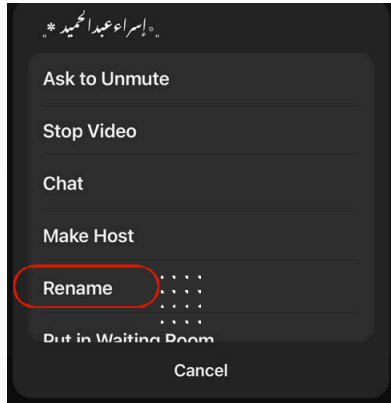 إسراء عبدالحميد *
Ask to Unmute
Stop Video
Chat
Make Host
Rename
Put in Waiting Room
Cancel